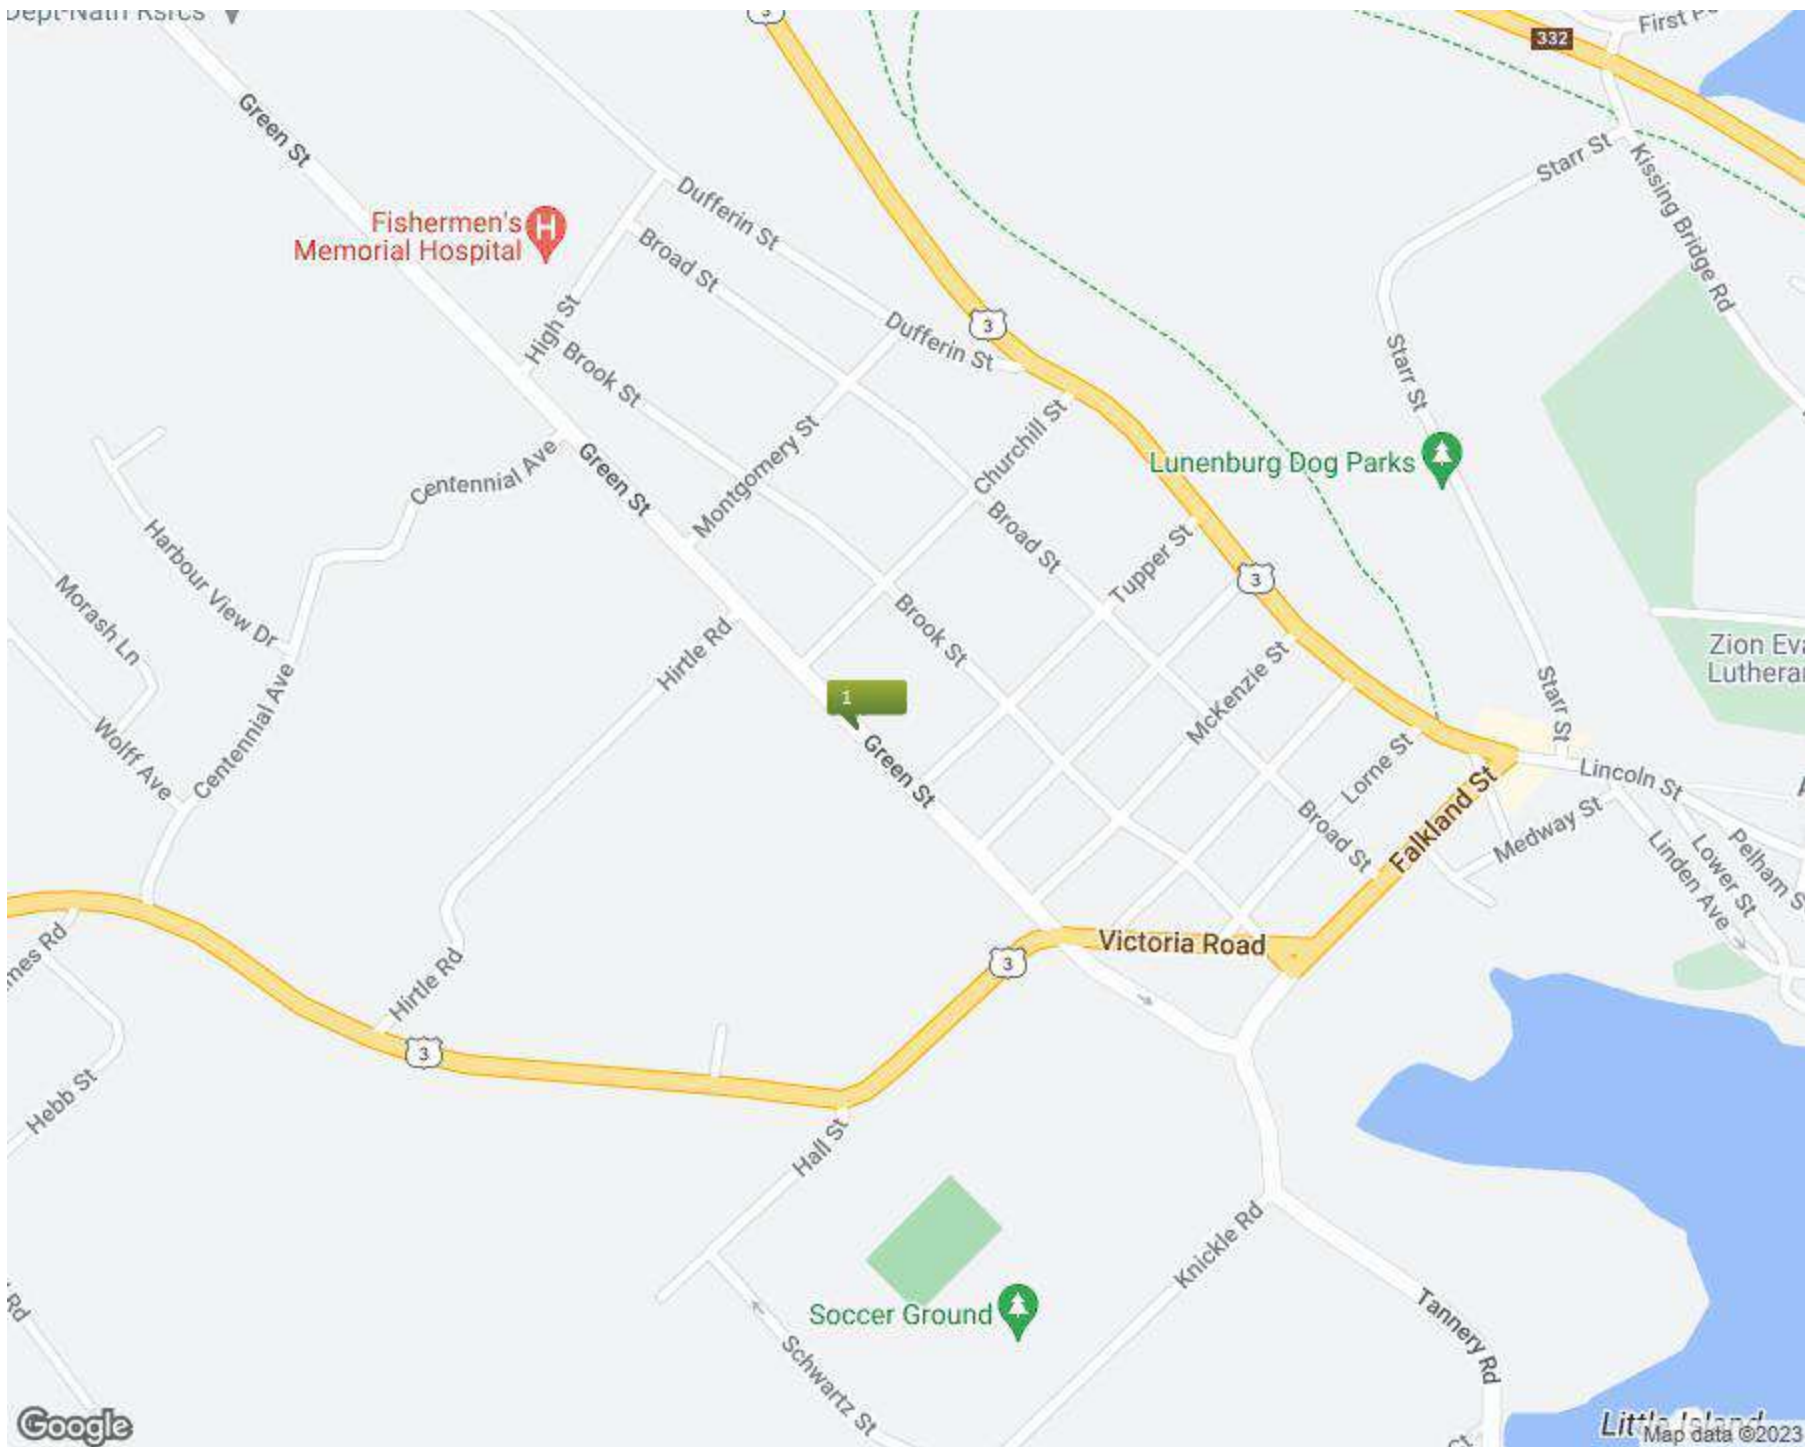 3
332
Green St
Starr St
Kissing Bridge Rd
Fishermen's
Memorial Hospital
H
Dufferin St
Broad St
High St
3
Dufferin St
Brook St
Starr St
Montgomery St
Churchill St
Lunenburg Dog Parks
Centennial Ave
Green St
Harbour View Dr
Broad St
Tupper St
3
Morash Ln
Hirtle Rd
Brook St
McKenzie St
Zion Eva
Lutheran
Starr St
1
Wolff Ave
Centennial Ave
Green St
Lorne St
Lincoln St
Falkland St
Broad St
Medway St
Linden Ave
Lower St
Pelham S
Victoria Road
3
Hirtle Rd
3
Hebb St
Hall St
Knickle Rd
Soccer Ground
Tannery Rd
Schwartz St
Rd
Google
Map data ©2023